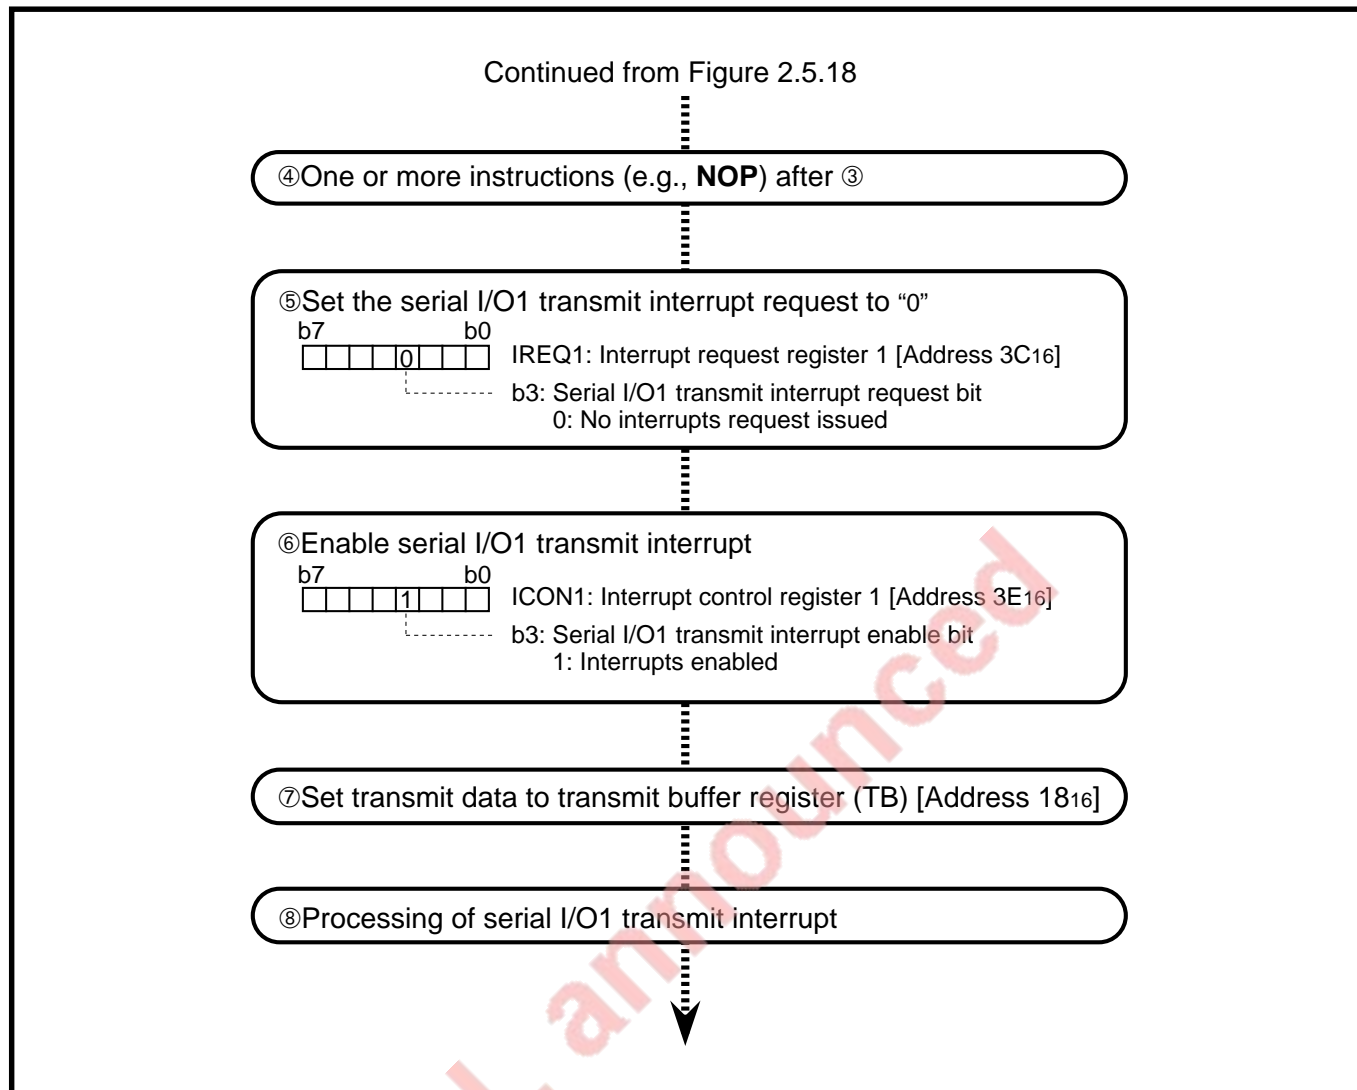 Continued from Figure 2.5.18
④One or more instructions (e.g., NOP) after ③
⑤Set the serial I/O1 transmit interrupt request to “0”
b7 b0
0 IREQ1: Interrupt request register 1 [Address 3C16]
b3: Serial I/O1 transmit interrupt request bit
0: No interrupts request issued
⑥Enable serial I/O1 transmit interrupt
b7 b0
1 ICON1: Interrupt control register 1 [Address 3E16]
b3: Serial I/O1 transmit interrupt enable bit
1: Interrupts enabled
⑦Set transmit data to transmit buffer register (TB) [Address 1816]
⑧Processing of serial I/O1 transmit interrupt
announced